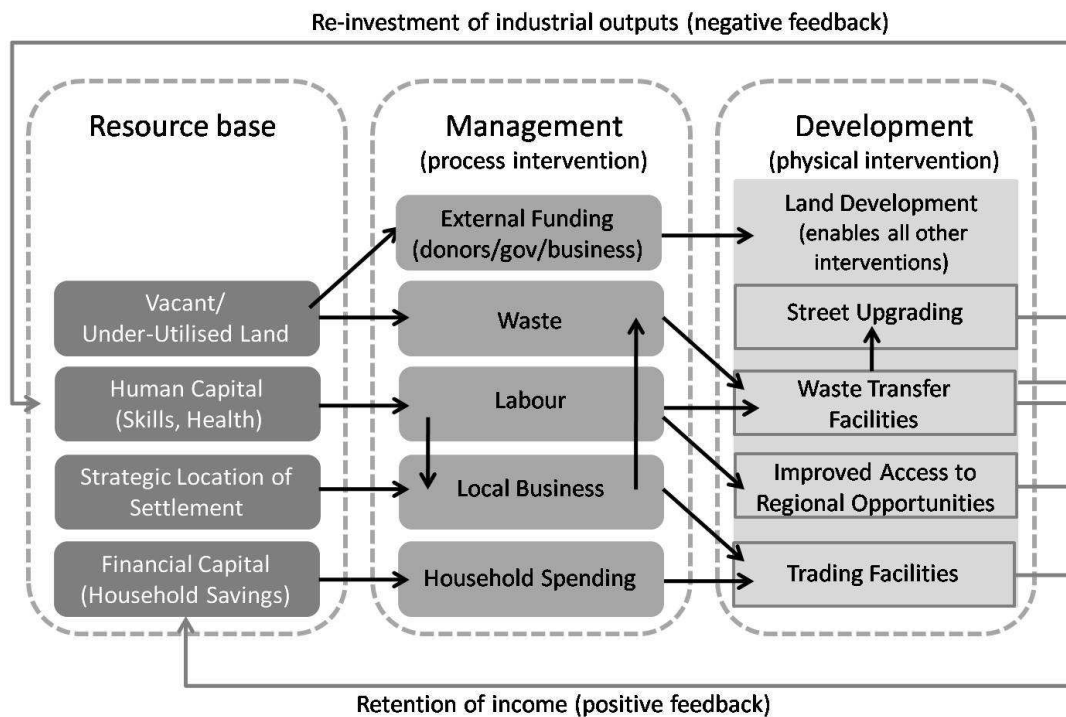 Re-investment of industrial outputs (negative feedback)
Resource base
Vacant/
Under-Utilised Land
Human Capital
(Skills, Health)
Strategic Location of
Settlement
Financial Capital
(Household Savings)
Management
(process intervention)
External Funding
(donors/gov/business)
Waste
Labour
Local Business
Household Spending
Development
(physical intervention)
Land Development
(enables all other
interventions)
Street Upgrading
Waste Transfer
Facilities
Improved Access to
Regional Opportunities
Trading Facilities
Retention of income (positive feedback)